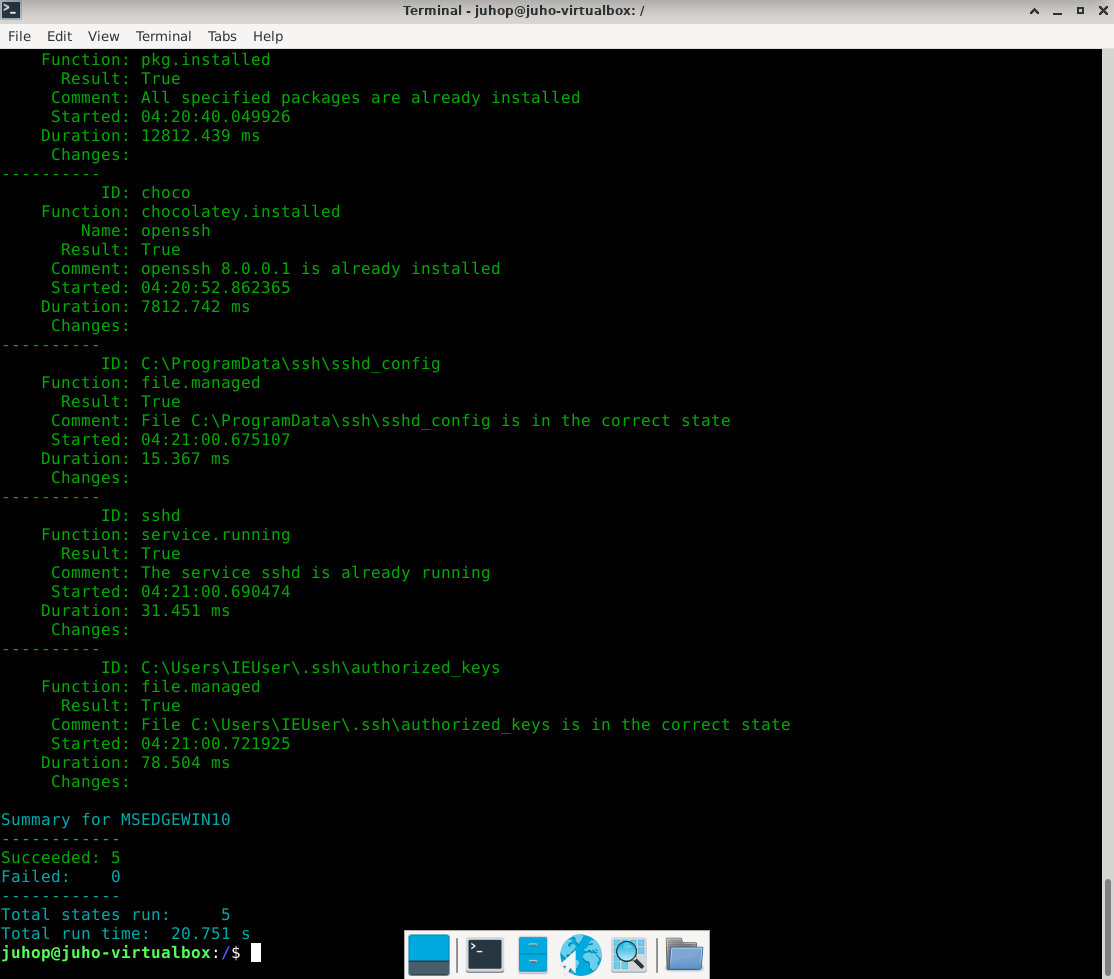 Terminal - juhop@juho-virtualbox: /
File Edit View Terminal Tabs Help
    Function: pkg.installed
      Result: True
     Comment: All specified packages are already installed
     Started: 04:20:40.049926
    Duration: 12812.439 ms
     Changes:
----------
          ID: choco
    Function: chocolatey.installed
        Name: openssh
      Result: True
     Comment: openssh 8.0.0.1 is already installed
     Started: 04:20:52.862365
    Duration: 7812.742 ms
     Changes:
----------
          ID: C:\ProgramData\ssh\sshd_config
    Function: file.managed
      Result: True
     Comment: File C:\ProgramData\ssh\sshd_config is in the correct state
     Started: 04:21:00.675107
    Duration: 15.367 ms
     Changes:
----------
          ID: sshd
    Function: service.running
      Result: True
     Comment: The service sshd is already running
     Started: 04:21:00.690474
    Duration: 31.451 ms
     Changes:
----------
          ID: C:\Users\IEUser\.ssh\authorized_keys
    Function: file.managed
      Result: True
     Comment: File C:\Users\IEUser\.ssh\authorized_keys is in the correct state
     Started: 04:21:00.721925
    Duration: 78.504 ms
     Changes:

Summary for MSEDGEWIN10
------------
Succeeded: 5
Failed:    0
------------
Total states run:     5
Total run time:  20.751 s
juhop@juho-virtualbox:/$